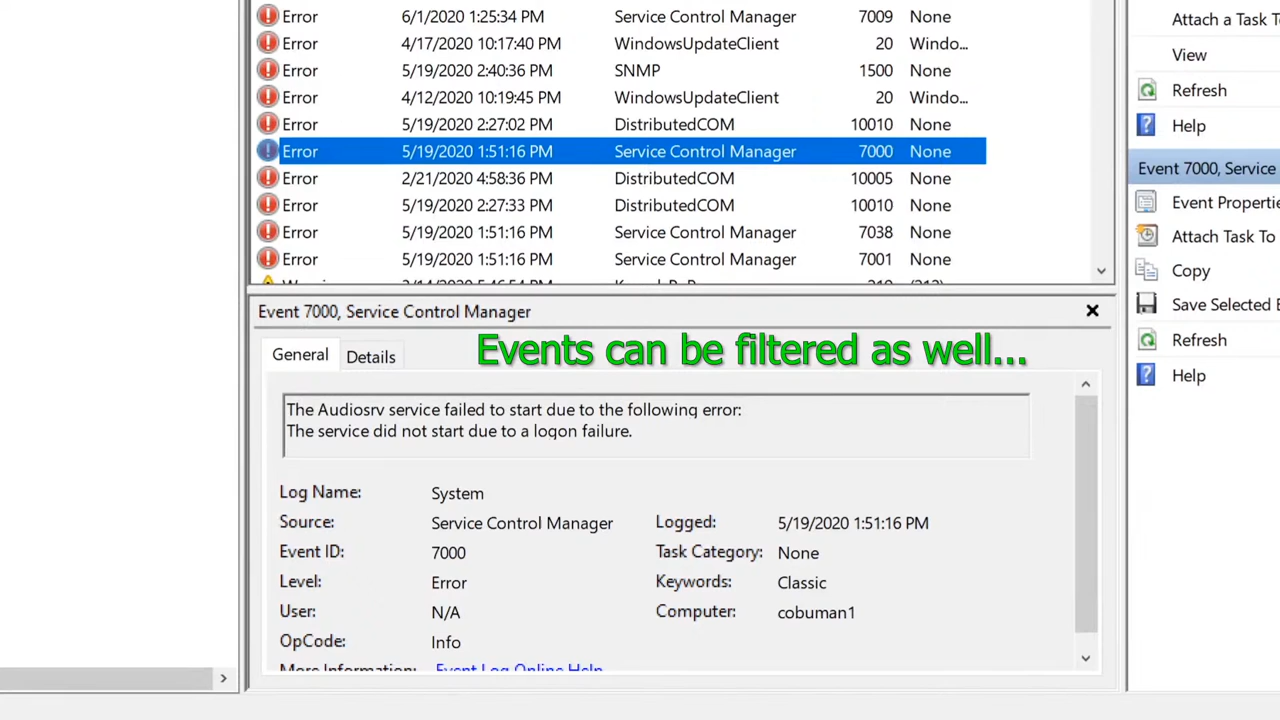 Error 6/1/2020 1:25:34 PM Service Control Manager 7009 None
Error 4/17/2020 10:17:40 PM WindowsUpdateClient 20 Windo...
Error 5/19/2020 2:40:36 PM SNMP 1500 None
Error 4/12/2020 10:19:45 PM WindowsUpdateClient 20 Windo...
Error 5/19/2020 2:27:02 PM DistributedCOM 10010 None
Error 5/19/2020 1:51:16 PM Service Control Manager 7000 None
Error 2/21/2020 4:58:36 PM DistributedCOM 10005 None
Error 5/19/2020 2:27:33 PM DistributedCOM 10010 None
Error 5/19/2020 1:51:16 PM Service Control Manager 7038 None
Error 5/19/2020 1:51:16 PM Service Control Manager 7001 None
Event 7000, Service Control Manager
Events can be filtered as well...
General Details
The Audiosrv service failed to start due to the following error:
The service did not start due to a logon failure.
Log Name: System
Source: Service Control Manager Logged: 5/19/2020 1:51:16 PM
Event ID: 7000 Task Category: None
Level: Error Keywords: Classic
User: N/A Computer: cobuman1
OpCode: Info
More Information: Event Log Online Help
Attach a Task To
View
Refresh
Help
Event 7000, Service
Event Properti
Attach Task To
Copy
Save Selected E
Refresh
Help